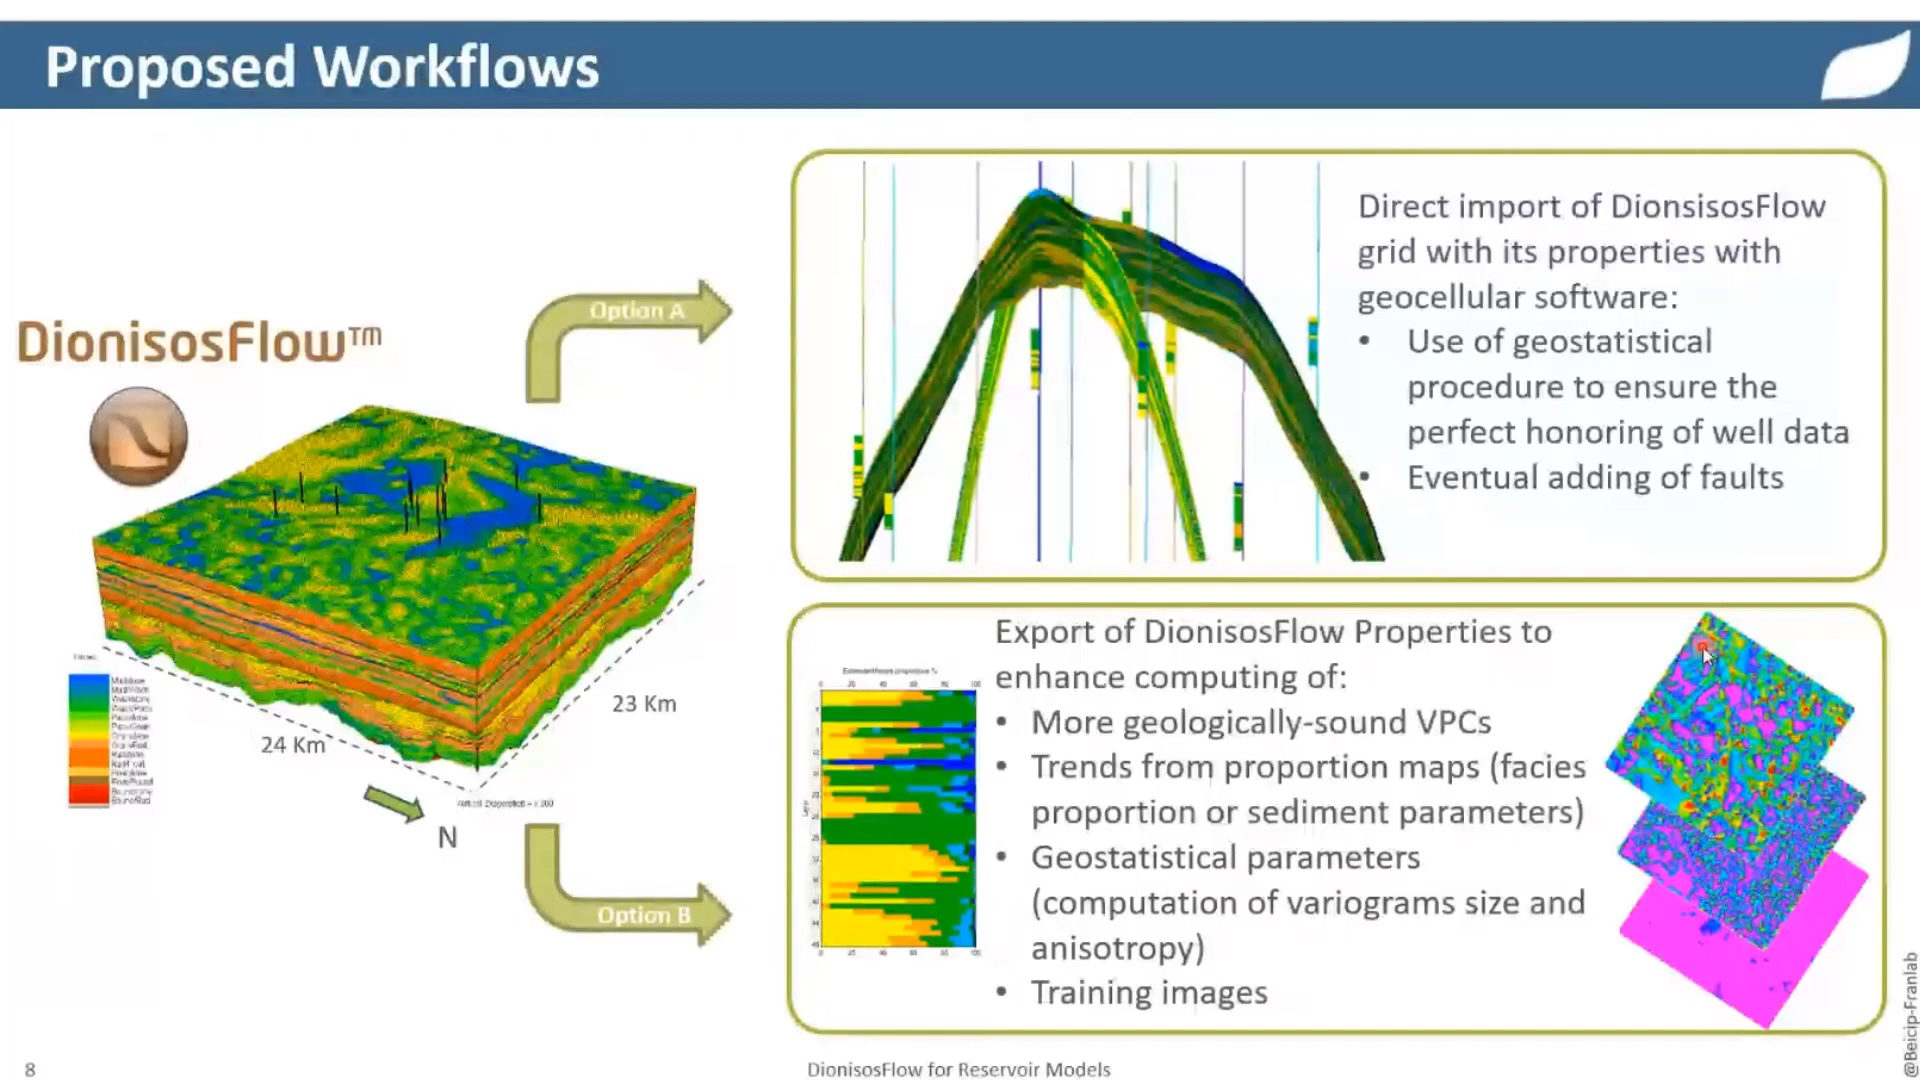 Proposed Workflows
Option A
DionisosFlow™
Direct import of DionsisosFlow
grid with its properties with
geocellular software:
• Use of geostatistical
procedure to ensure the
perfect honoring of well data
• Eventual adding of faults
23 Km
24 Km
N
Option B
Export of DionisosFlow Properties to
enhance computing of:
• More geologically-sound VPCs
• Trends from proportion maps (facies
proportion or sediment parameters)
• Geostatistical parameters
(computation of variograms size and
anisotropy)
• Training images
@Beicip-Franlab
8
DionisosFlow for Reservoir Models